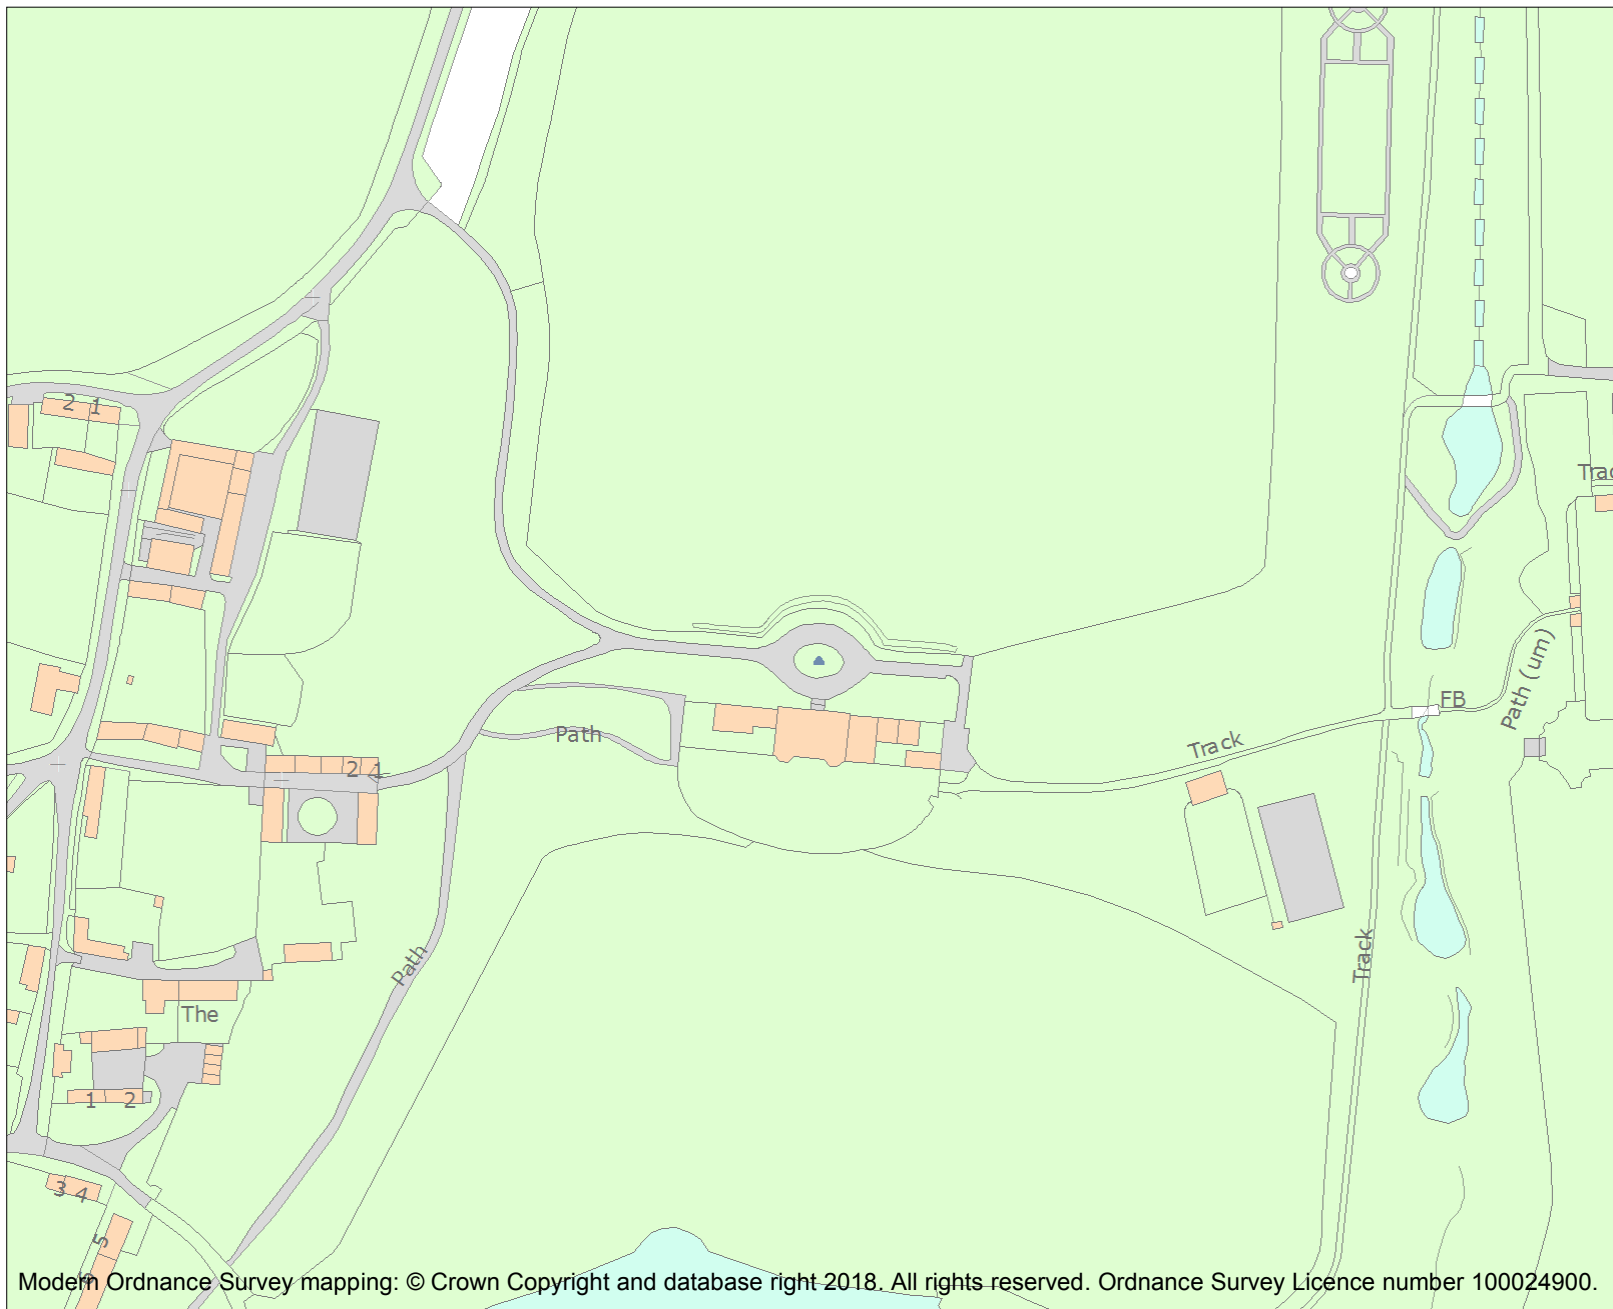 2 1
Trac
Path (um)
FB
Path
Track
2 1
Path
Track
The
1 2
3 4
5
6
Modern Ordnance Survey mapping: © Crown Copyright and database right 2018. All rights reserved. Ordnance Survey Licence number 100024900.